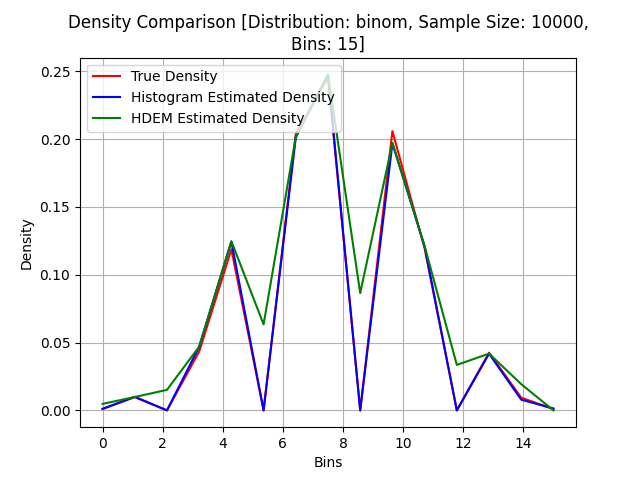 Density Comparison [Distribution: binom, Sample Size: 10000,
Bins: 15]
True Density
Histogram Estimated Density
HDEM Estimated Density
0.25
0.20
0.15
0.10
0.05
0.00
Density
0 2 4 6 8 10 12 14
Bins